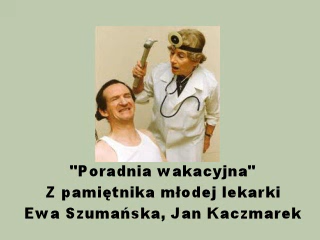 "Poradnia wakacyjna"
Z pamiętnika młodej lekarki
Ewa Szumańska, Jan Kaczmarek